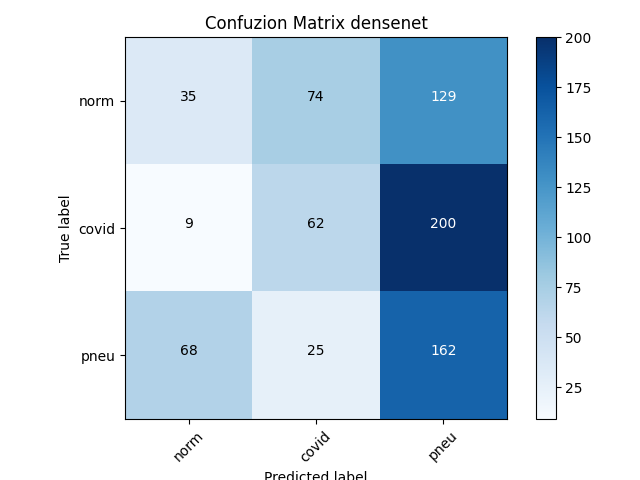 Confuzion Matrix densenet
norm 35 74 129
covid 9 62 200
pneu 68 25 162
norm covid pneu
True label
Predicted label
200
175
150
125
100
75
50
25